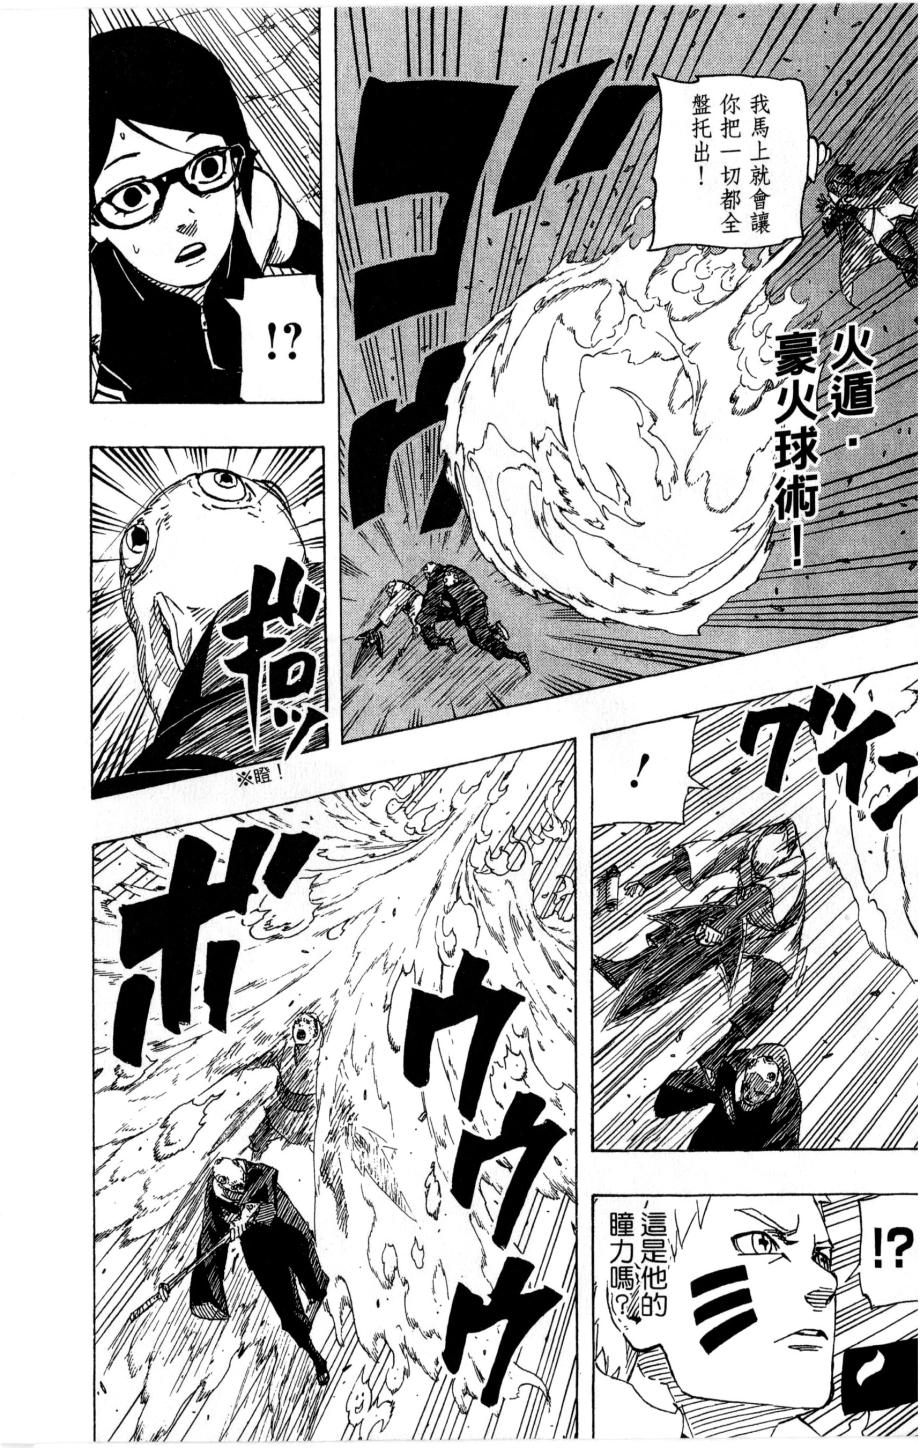 我馬上就會讓
你把一切都全
盤托出！
火遁．
豪火球術！
ゴゴゴ
!?
ギロッ
※瞪！
グイン
！
ボウウウ
!?
這是他的
瞳力嗎？